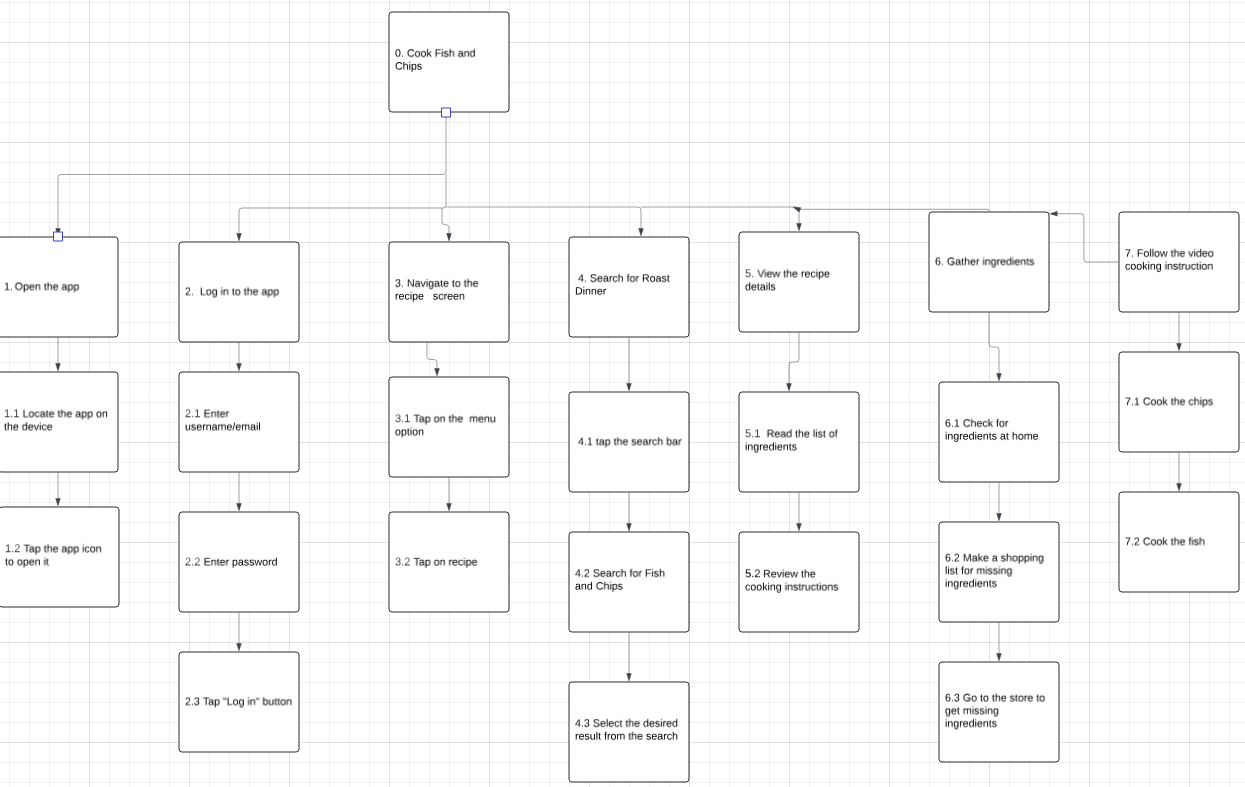 0. Cook Fish and
Chips
1. Open the app
2. Log in to the app
3. Navigate to the
recipe screen
4. Search for Roast
Dinner
5. View the recipe
details
6. Gather ingredients
7. Follow the video
cooking instruction
1.1 Locate the app on
the device
1.2 Tap the app icon
to open it
2.1 Enter
username/email
2.2 Enter password
2.3 Tap "Log in" button
3.1 Tap on the menu
option
3.2 Tap on recipe
4.1 tap the search bar
4.2 Search for Fish
and Chips
4.3 Select the desired
result from the search
5.1 Read the list of
ingredients
5.2 Review the
cooking instructions
6.1 Check for
ingredients at home
6.2 Make a shopping
list for missing
ingredients
6.3 Go to the store to
get missing
ingredients
7.1 Cook the chips
7.2 Cook the fish